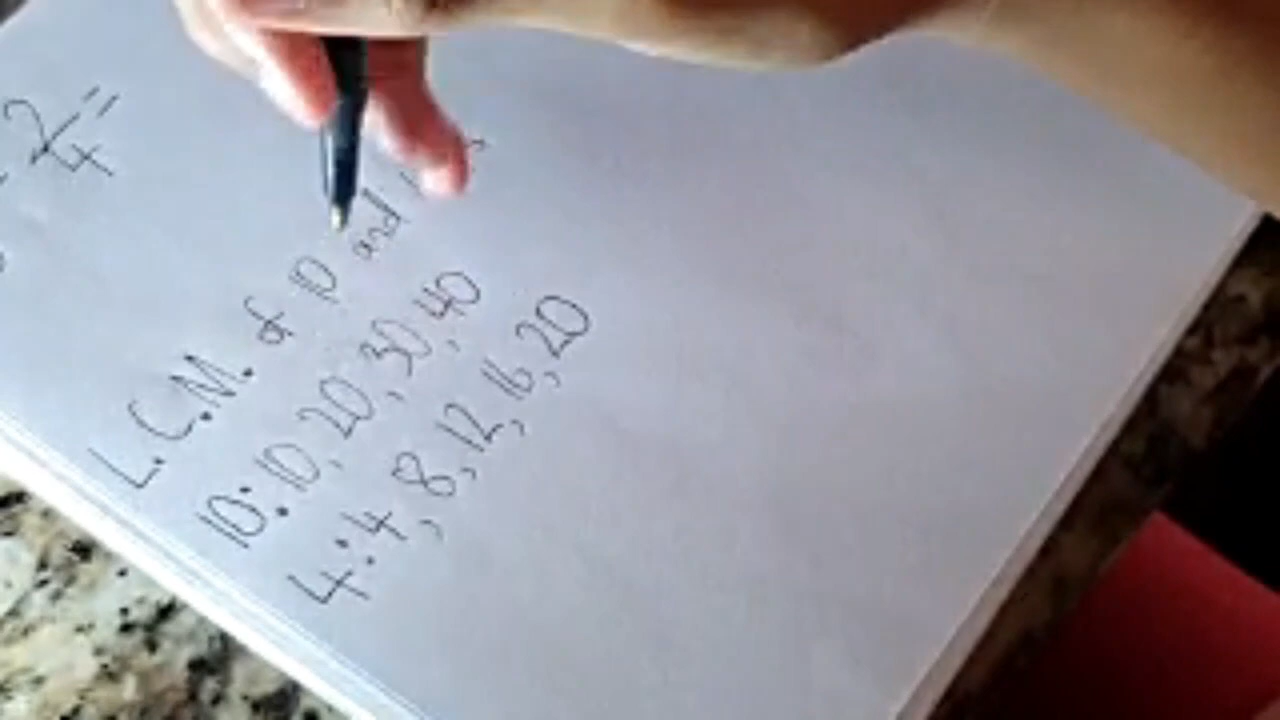 2/4 =
L.C.M. of 10 and
10: 10, 20, 30, 40
4: 4, 8, 12, 16, 20